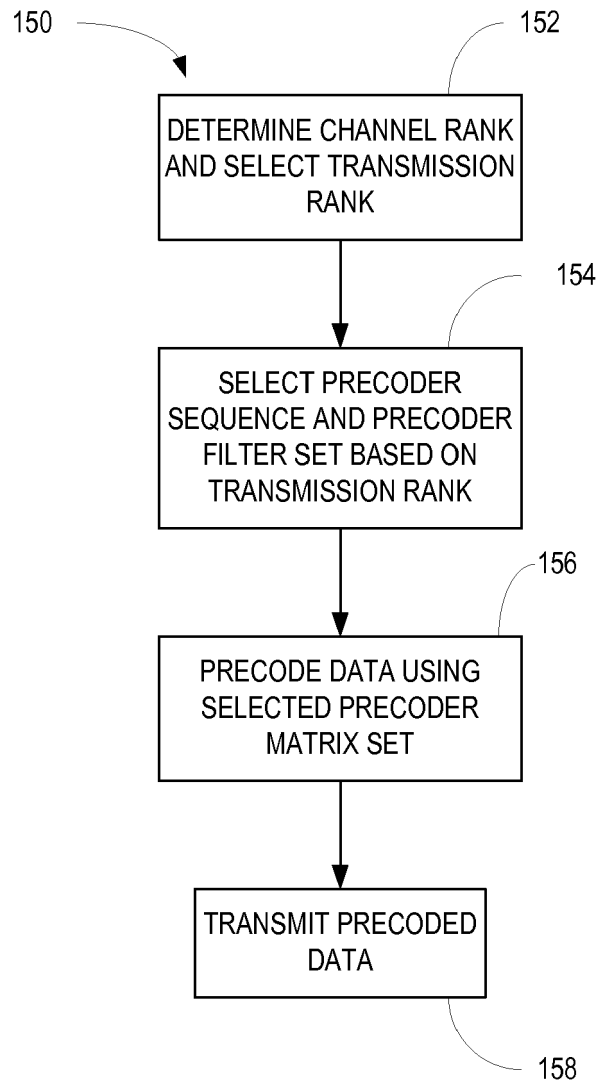 150
152
DETERMINE CHANNEL RANK
AND SELECT TRANSMISSION
RANK
154
SELECT PRECODER
SEQUENCE AND PRECODER
FILTER SET BASED ON
TRANSMISSION RANK
156
PRECODE DATA USING
SELECTED PRECODER
MATRIX SET
TRANSMIT PRECODED
DATA
158